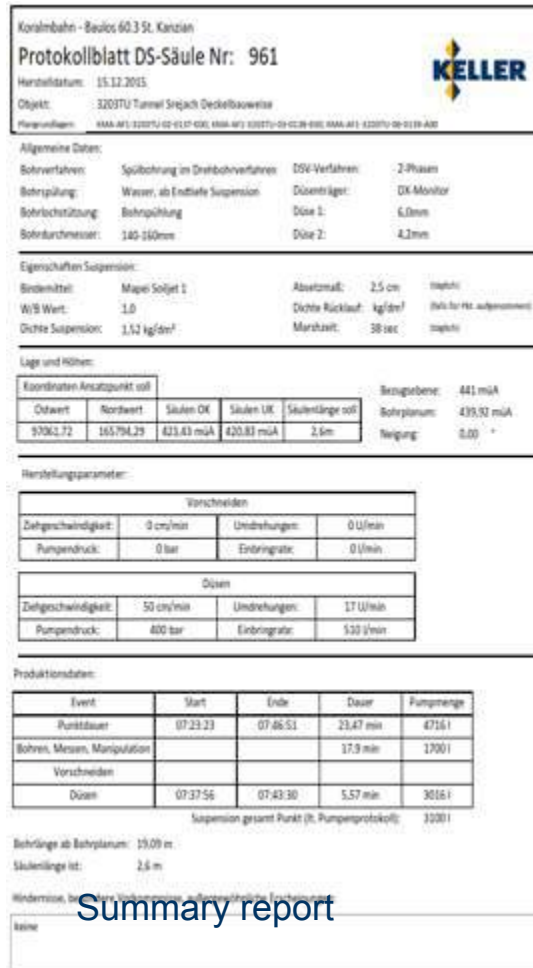 Koralmbahn - Baulos 60.3 St. Kanzian
Protokollblatt DS-Säule Nr: 961
KELLER
Herstelldatum: 15.12.2015
Objekt: 3203TU Tunnel Srejach Deckelbauweise
Plangrundlagen:
Allgemeine Daten:
Bohrverfahren: Spülbohrung im Drehbohrverfahren DSV-Verfahren: 2-Phasen
Bohrspülung: Wasser, ab Endtiefe Suspension Düsenträger: DX-Monitor
Bohrlochstützung: Bohrspühlung Düse 1: 6,0mm
Bohrdurchmesser: 140-160mm Düse 2: 4,2mm
Eigenschaften Suspension:
Bindemittel: Mapei Soiljet 1 Absetzmaß: 2,5 cm täglich
W/B Wert: 1,0 Dichte Rücklauf: kg/dm³
Dichte Suspension: 1,52 kg/dm³ Marshzeit: 38 sec täglich
Lage und Höhen:
Koordinaten Ansatzpunkt soll Bezugsebene: 441 müA
Ostwert Nordwert Säulen OK Säulen UK Säulenlänge soll Bohrplanum: 439,92 müA
97061,72 165794,29 423,43 müA 420,83 müA 2,6m Neigung: 0,00 °
Herstellungsparameter:
Vorschneiden
Ziehgeschwindigkeit: 0 cm/min Umdrehungen: 0 U/min
Pumpendruck: 0 bar Einbringrate: 0 l/min
Düsen
Ziehgeschwindigkeit: 50 cm/min Umdrehungen: 17 U/min
Pumpendruck: 400 bar Einbringrate: 510 l/min
Produktionsdaten:
Event Start Ende Dauer Pumpmenge
Punktdauer 07:23:23 07:46:51 23,47 min 4716 l
Bohren, Messen, Manipulation 17,9 min 1700 l
Vorschneiden
Düsen 07:37:56 07:43:30 5,57 min 3016 l
Suspension gesamt Punkt (lt. Pumpenprotokoll): 3100 l
Bohrlänge ab Bohrplanum: 19,09 m
Säulenlänge ist: 2,6 m
Hindernisse, besondere Vorkommnisse, außergewöhnliche Erscheinungen:
Summary report
keine